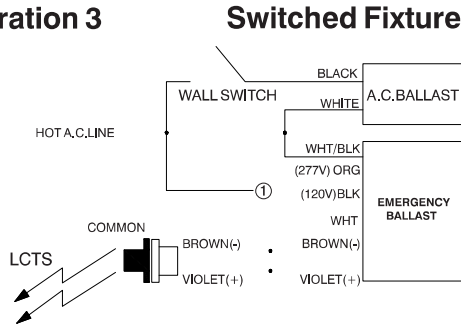 ration 3
Switched Fixture
BLACK
WALL SWITCH
WHITE
A.C.BALLAST
HOT A.C.LINE
WHT/BLK
(277V) ORG
①
(120V)BLK
EMERGENCY
BALLAST
WHT
COMMON
BROWN(-)
BROWN(-)
LCTS
VIOLET(+)
VIOLET(+)